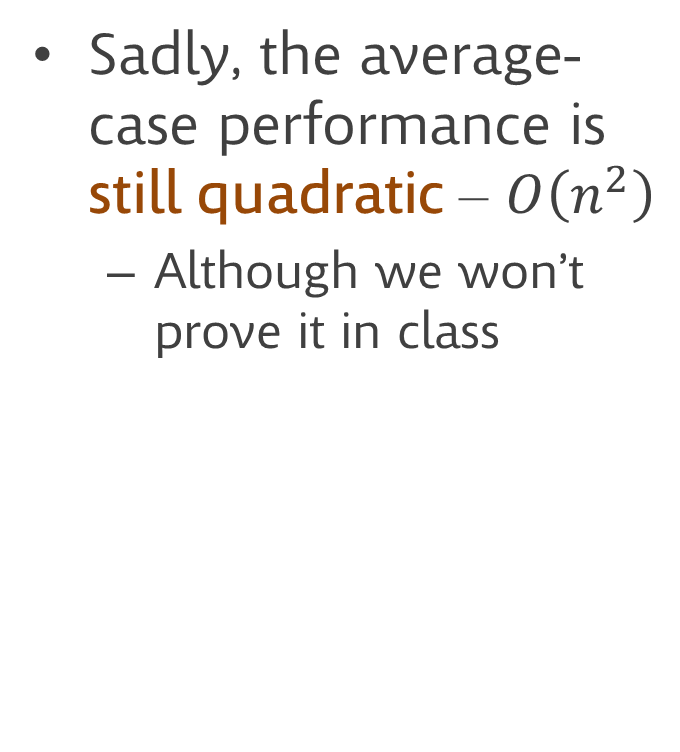 • Sadly, the average-
case performance is
still quadratic – O(n²)
– Although we won’t
prove it in class